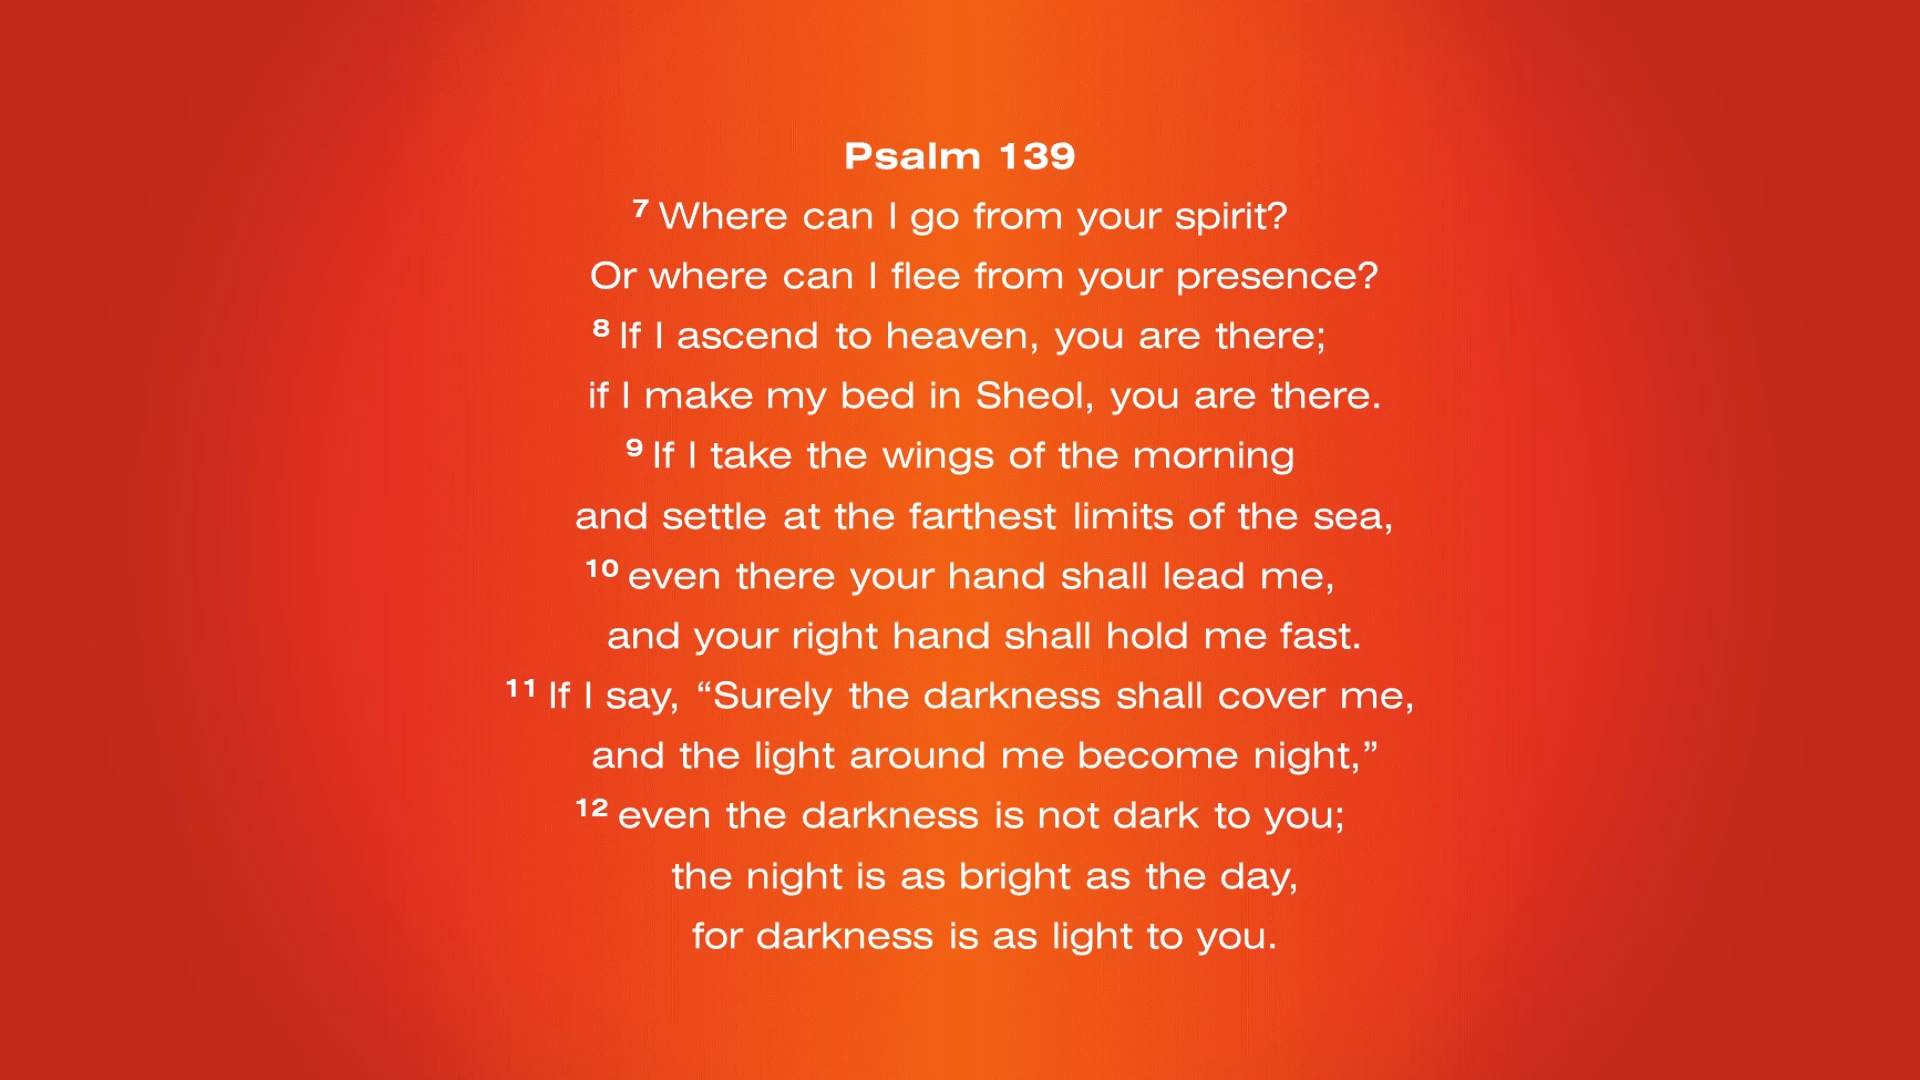 Psalm 139
7 Where can I go from your spirit?
Or where can I flee from your presence?
8 If I ascend to heaven, you are there;
if I make my bed in Sheol, you are there.
9 If I take the wings of the morning
and settle at the farthest limits of the sea,
10 even there your hand shall lead me,
and your right hand shall hold me fast.
11 If I say, “Surely the darkness shall cover me,
and the light around me become night,”
12 even the darkness is not dark to you;
the night is as bright as the day,
for darkness is as light to you.